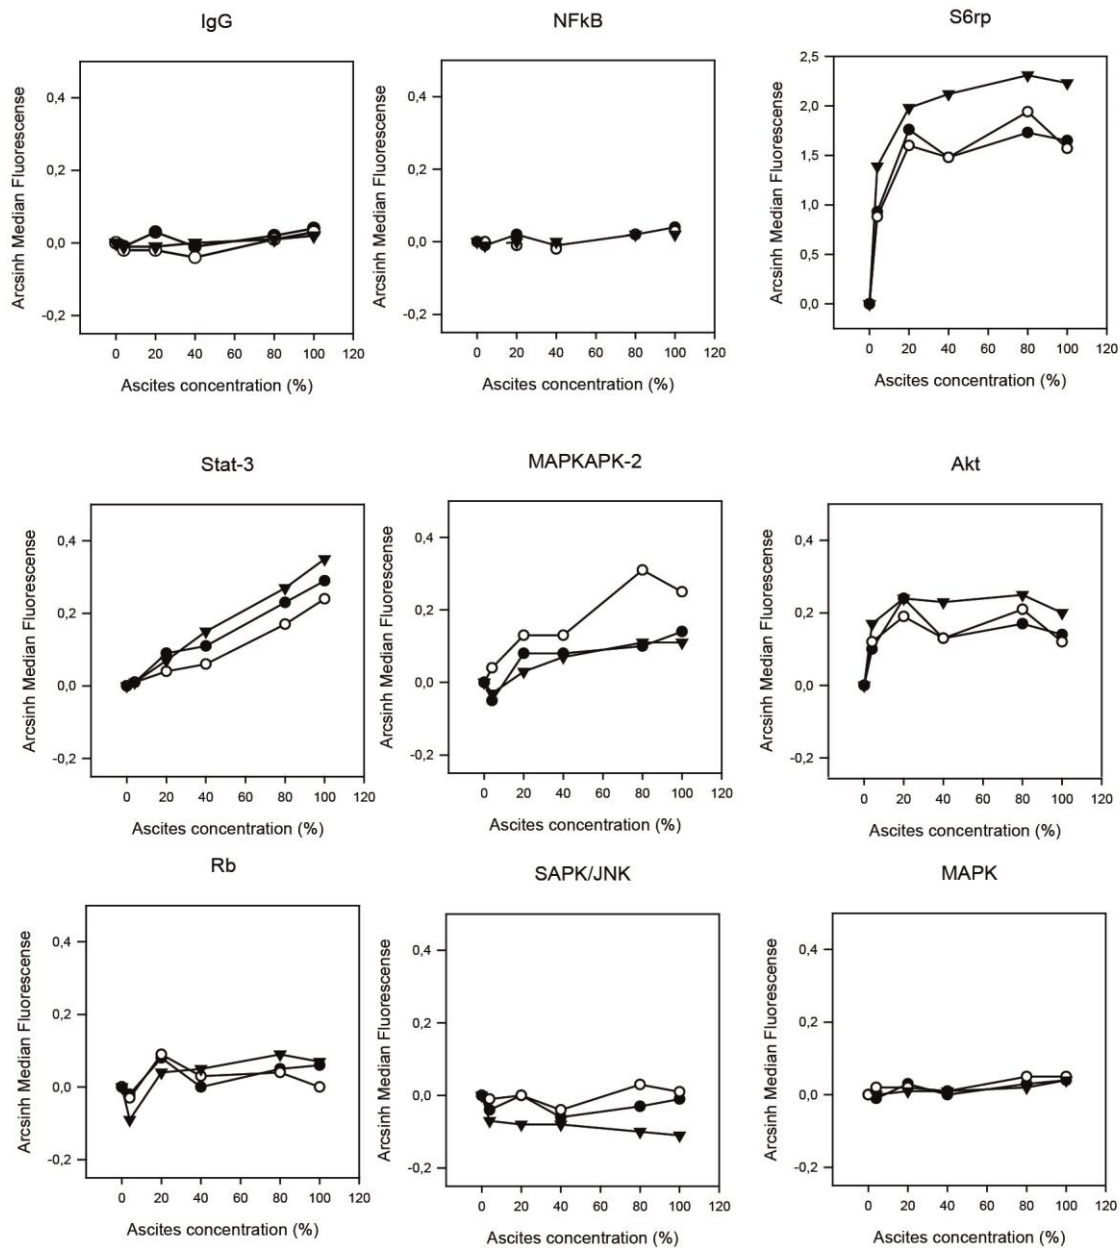 IgG
Arcsinh Median Fluorescense
0,4
0,2
0,0
-0,2
0 20 40 60 80 100 120
Ascites concentration (%)
NFkB
Arcsinh Median Fluorescense
0,4
0,2
0,0
-0,2
0 20 40 60 80 100 120
Ascites concentration (%)
S6rp
Arcsinh Median Fluorescense
2,5
2,0
1,5
1,0
0,5
0,0
0 20 40 60 80 100 120
Ascites concentration (%)
Stat-3
Arcsinh Median Fluorescense
0,4
0,2
0,0
-0,2
0 20 40 60 80 100 120
Ascites concentration (%)
MAPKAPK-2
Arcsinh Median Fluorescense
0,4
0,2
0,0
-0,2
0 20 40 60 80 100 120
Ascites concentration (%)
Akt
Arcsinh Median Fluorescense
0,4
0,2
0,0
-0,2
0 20 40 60 80 100 120
Ascites concentration (%)
Rb
Arcsinh Median Fluorescense
0,4
0,2
0,0
-0,2
0 20 40 60 80 100 120
Ascites concentration (%)
SAPK/JNK
Arcsinh Median Fluorescense
0,4
0,2
0,0
-0,2
0 20 40 60 80 100 120
Ascites concentration (%)
MAPK
Arcsinh Median Fluorescense
0,4
0,2
0,0
-0,2
0 20 40 60 80 100 120
Ascites concentration (%)